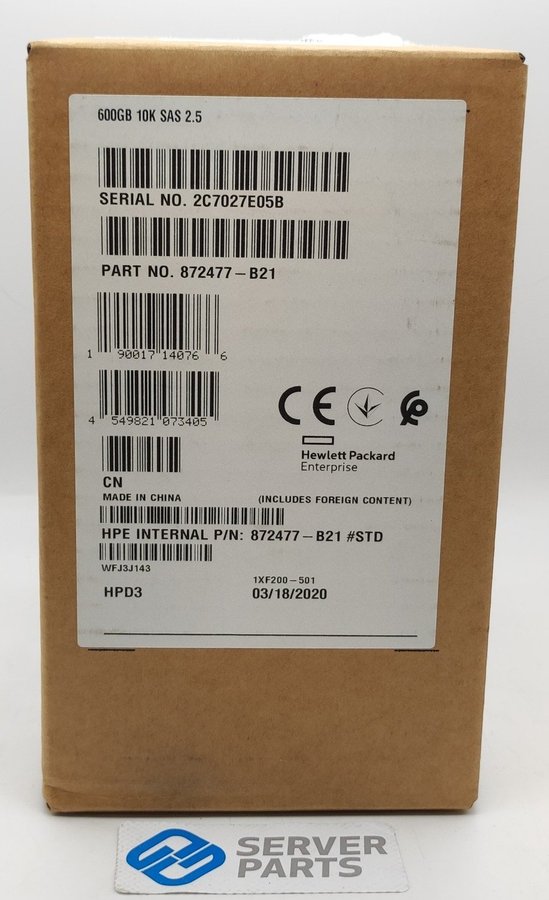 600GB 10K SAS 2.5
SERIAL NO. 2C7027E05B
PART NO. 872477-B21
1 90017 14076 6
4 549821 073405
CE
Hewlett Packard
Enterprise
CN
MADE IN CHINA (INCLUDES FOREIGN CONTENT)
HPE INTERNAL P/N: 872477-B21 #STD
WFJ3J143
1XF200-501
HPD3 03/18/2020
SERVER
PARTS